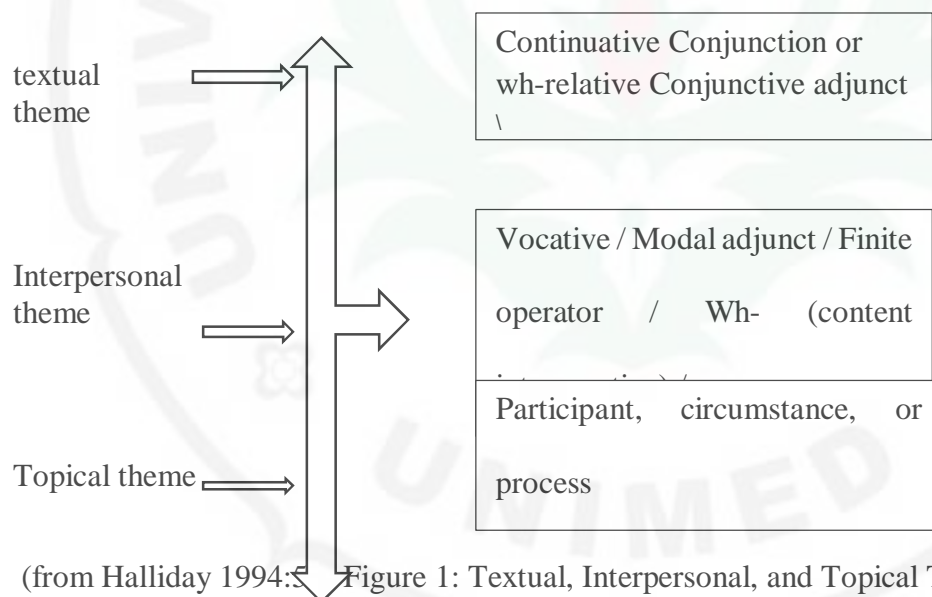 textual
theme
Continuative Conjunction or
wh-relative Conjunctive adjunct
\
Interpersonal
theme
Vocative / Modal adjunct / Finite
operator / Wh- (content
Topical theme
Participant, circumstance, or
process
(from Halliday 1994: Figure 1: Textual, Interpersonal, and Topical
UNIMED